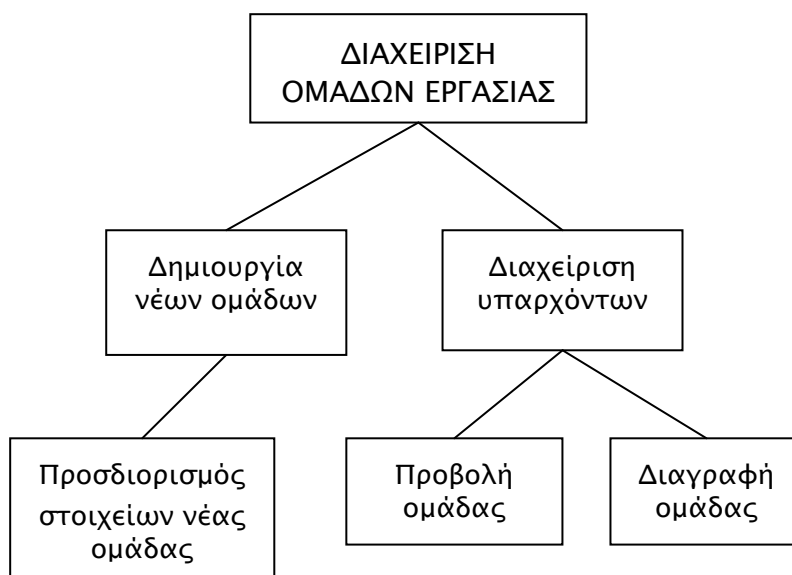 ΔΙΑΧΕΙΡΙΣΗ
ΟΜΑΔΩΝ ΕΡΓΑΣΙΑΣ
Δημιουργία
νέων ομάδων
Διαχείριση
υπαρχόντων
Προσδιορισμός
στοιχείων νέας
ομάδας
Προβολή
ομάδας
Διαγραφή
ομάδας